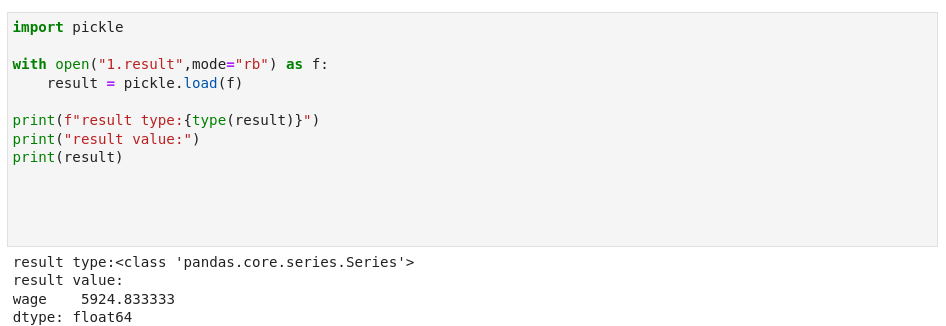 import pickle
with open("1.result",mode="rb") as f:
    result = pickle.load(f)
print(f"result type:{type(result)}")
print("result value:")
print(result)
result type:<class 'pandas.core.series.Series'>
result value:
wage    5924.833333
dtype: float64